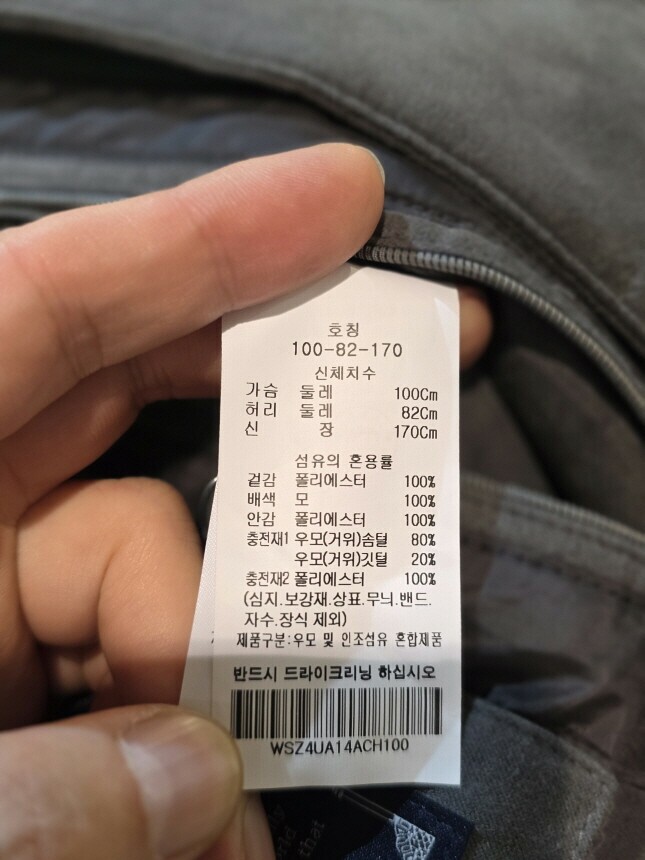 호칭
100-82-170
신체치수
가슴 둘레 100Cm
허리 둘레 82Cm
신 장 170Cm
섬유의 혼용률
겉감 폴리에스터 100%
배색 모 100%
안감 폴리에스터 100%
충전재1 우모(거위)솜털 80%
우모(거위)깃털 20%
충전재2 폴리에스터 100%
(심지.보강재.상표.무늬.밴드.
자수.장식 제외)
제품구분:우모 및 인조섬유 혼합제품
반드시 드라이크리닝 하십시오
WSZ4UA14ACH100
that